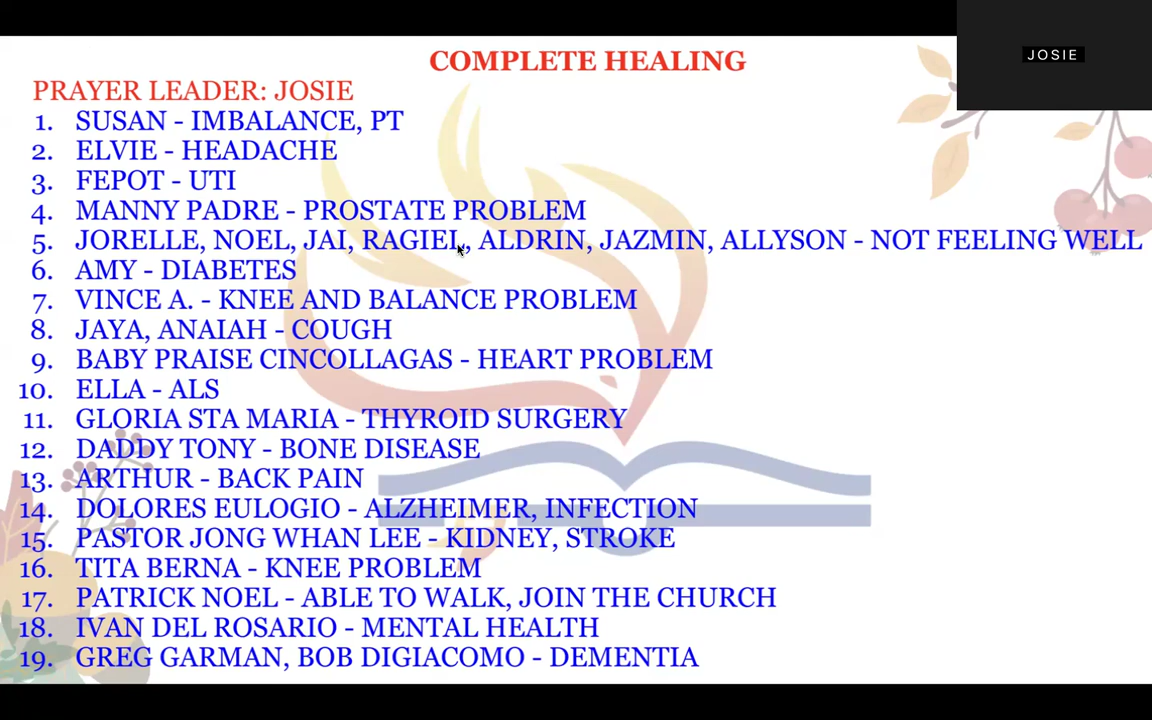 COMPLETE HEALING
JOSIE
PRAYER LEADER: JOSIE
1. SUSAN - IMBALANCE, PT
2. ELVIE - HEADACHE
3. FEPOT - UTI
4. MANNY PADRE - PROSTATE PROBLEM
5. JORELLE, NOEL, JAI, RAGIEL, ALDRIN, JAZMIN, ALLYSON - NOT FEELING WELL
6. AMY - DIABETES
7. VINCE A. - KNEE AND BALANCE PROBLEM
8. JAYA, ANAIAH - COUGH
9. BABY PRAISE CINCOLLAGAS - HEART PROBLEM
10. ELLA - ALS
11. GLORIA STA MARIA - THYROID SURGERY
12. DADDY TONY - BONE DISEASE
13. ARTHUR - BACK PAIN
14. DOLORES EULOGIO - ALZHEIMER, INFECTION
15. PASTOR JONG WHAN LEE - KIDNEY, STROKE
16. TITA BERNA - KNEE PROBLEM
17. PATRICK NOEL - ABLE TO WALK, JOIN THE CHURCH
18. IVAN DEL ROSARIO - MENTAL HEALTH
19. GREG GARMAN, BOB DIGIACOMO - DEMENTIA